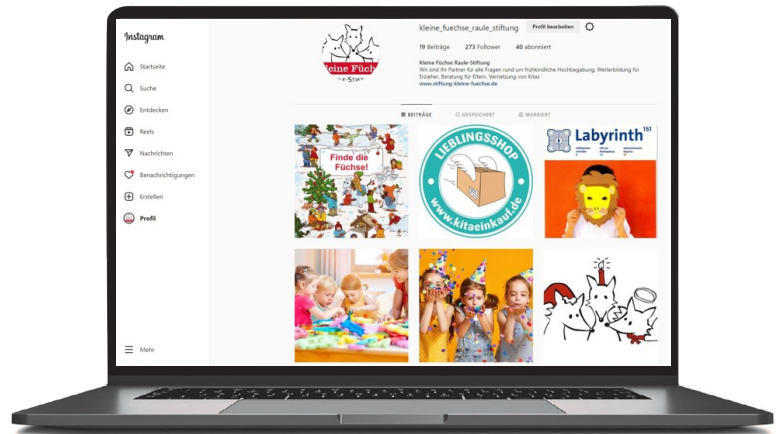 Instagram
Startseite
Suche
Entdecken
Reels
Nachrichten
Benachrichtigungen
Erstellen
Profil
Mehr
kleine_fuechse_raule_stiftung
Profil bearbeiten
19 Beiträge 273 Follower 40 abonniert
Kleine Füchse Raule-Stiftung
Wir sind Ihr Partner für alle Fragen rund um frühkindliche Hochbegabung. Weiterbildung für
Erzieher, Beratung für Eltern, Vernetzung von Kitas
www.stiftung-kleine-fuechse.de
BEITRÄGE GESPEICHERT MARKIERT
Finde die
Füchse!
LIEBLINGSSHOP
www.kitaeinkauf.de
Labyrinth 151